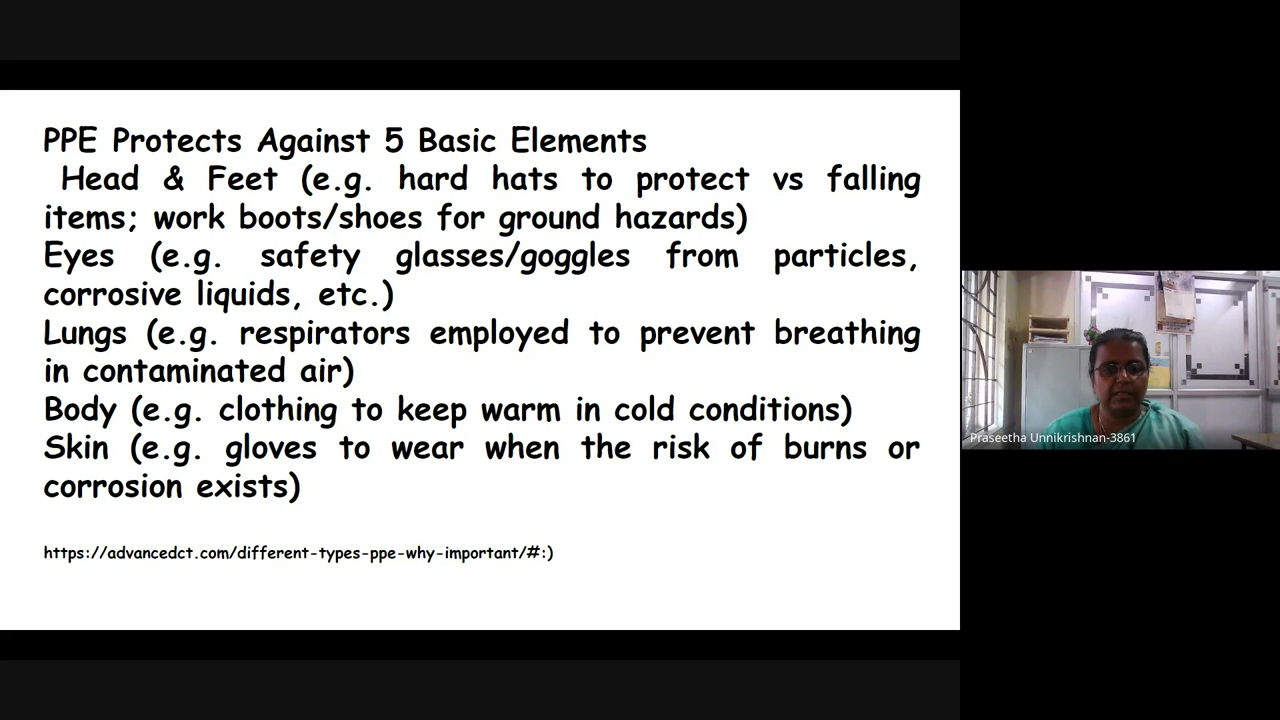 PPE Protects Against 5 Basic Elements
Head & Feet (e.g. hard hats to protect vs falling
items; work boots/shoes for ground hazards)
Eyes (e.g. safety glasses/goggles from particles,
corrosive liquids, etc.)
Lungs (e.g. respirators employed to prevent breathing
in contaminated air)
Body (e.g. clothing to keep warm in cold conditions)
Skin (e.g. gloves to wear when the risk of burns or
corrosion exists)
https://advancedct.com/different-types-ppe-why-important/#:)
Praseetha Unnikrishnan-3861